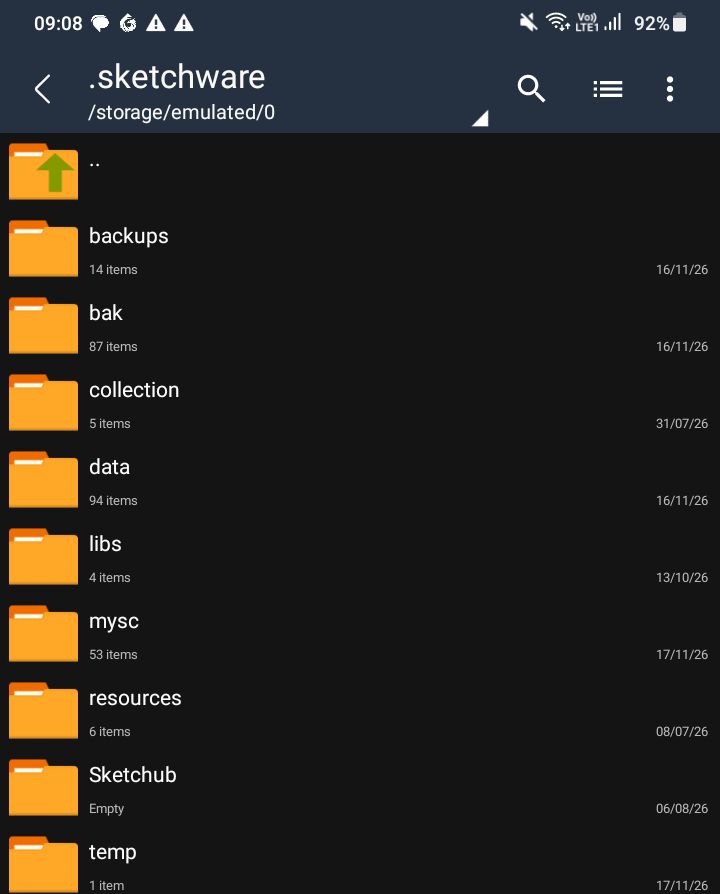 09:08
Vo)) LTE1 92%
.sketchware
/storage/emulated/0
..
backups
14 items 16/11/26
bak
87 items 16/11/26
collection
5 items 31/07/26
data
94 items 16/11/26
libs
4 items 13/10/26
mysc
53 items 17/11/26
resources
6 items 08/07/26
Sketchub
Empty 06/08/26
temp
1 item 17/11/26